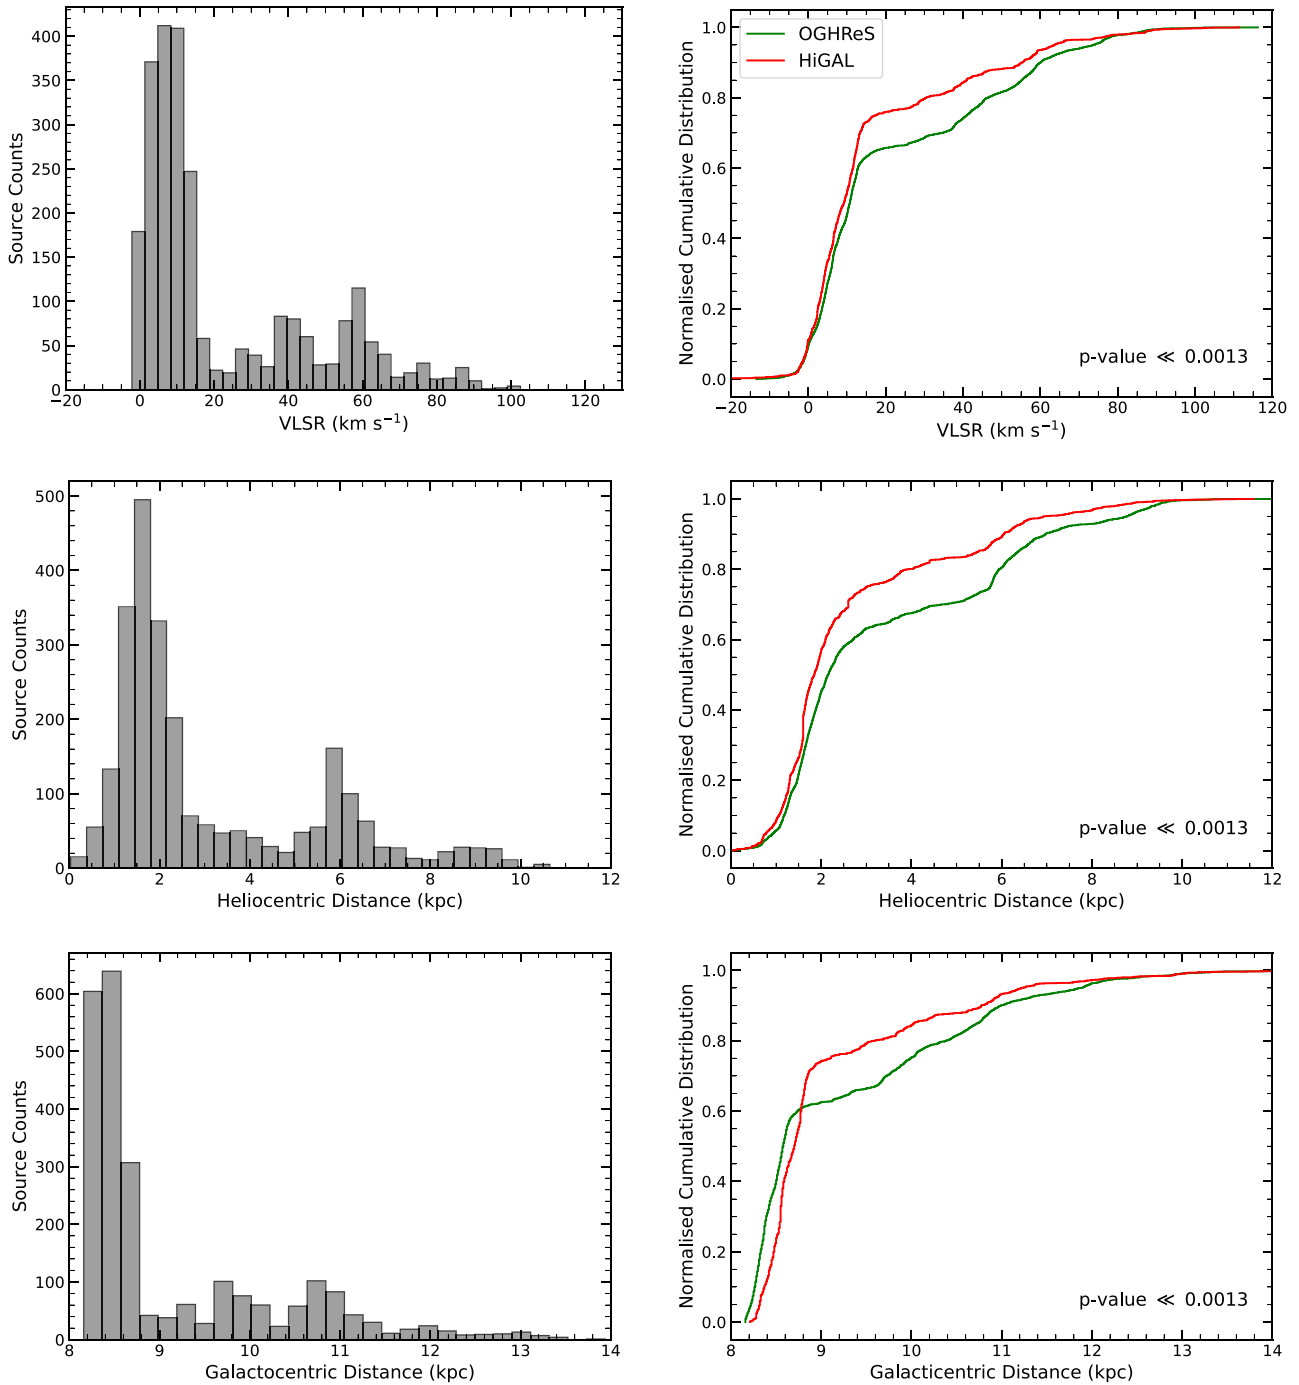 400
350
300
250
200
150
100
50
0
Source Counts
−20 0 20 40 60 80 100 120
VLSR (km s⁻¹)
1.0
0.8
0.6
0.4
0.2
0.0
Normalised Cumulative Distribution
OGHReS
HiGAL
p-value ≪ 0.0013
−20 0 20 40 60 80 100 120
VLSR (km s⁻¹)
500
400
300
200
100
0
Source Counts
0 2 4 6 8 10 12
Heliocentric Distance (kpc)
1.0
0.8
0.6
0.4
0.2
0.0
Normalised Cumulative Distribution
p-value ≪ 0.0013
0 2 4 6 8 10 12
Heliocentric Distance (kpc)
600
500
400
300
200
100
0
Source Counts
8 9 10 11 12 13 14
Galactocentric Distance (kpc)
1.0
0.8
0.6
0.4
0.2
0.0
Normalised Cumulative Distribution
p-value ≪ 0.0013
8 9 10 11 12 13 14
Galacticentric Distance (kpc)